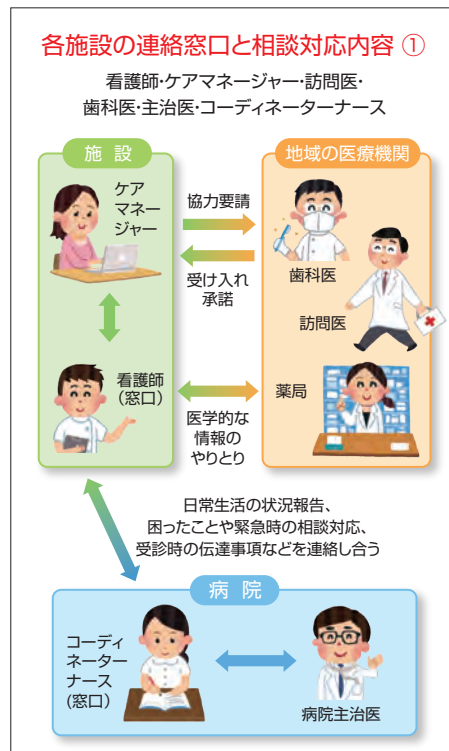 各施設の連絡窓口と相談対応内容 ①
看護師･ケアマネージャー･訪問医･
歯科医･主治医･コーディネーターナース
施 設
ケア
マネー
ジャー
看護師
(窓口)
協力要請
受け入れ
承諾
医学的な
情報の
やりとり
地域の医療機関
歯科医
訪問医
薬局
日常生活の状況報告、
困ったことや緊急時の相談対応、
受診時の伝達事項などを連絡し合う
病 院
コーディ
ネーター
ナース
(窓口)
病院主治医